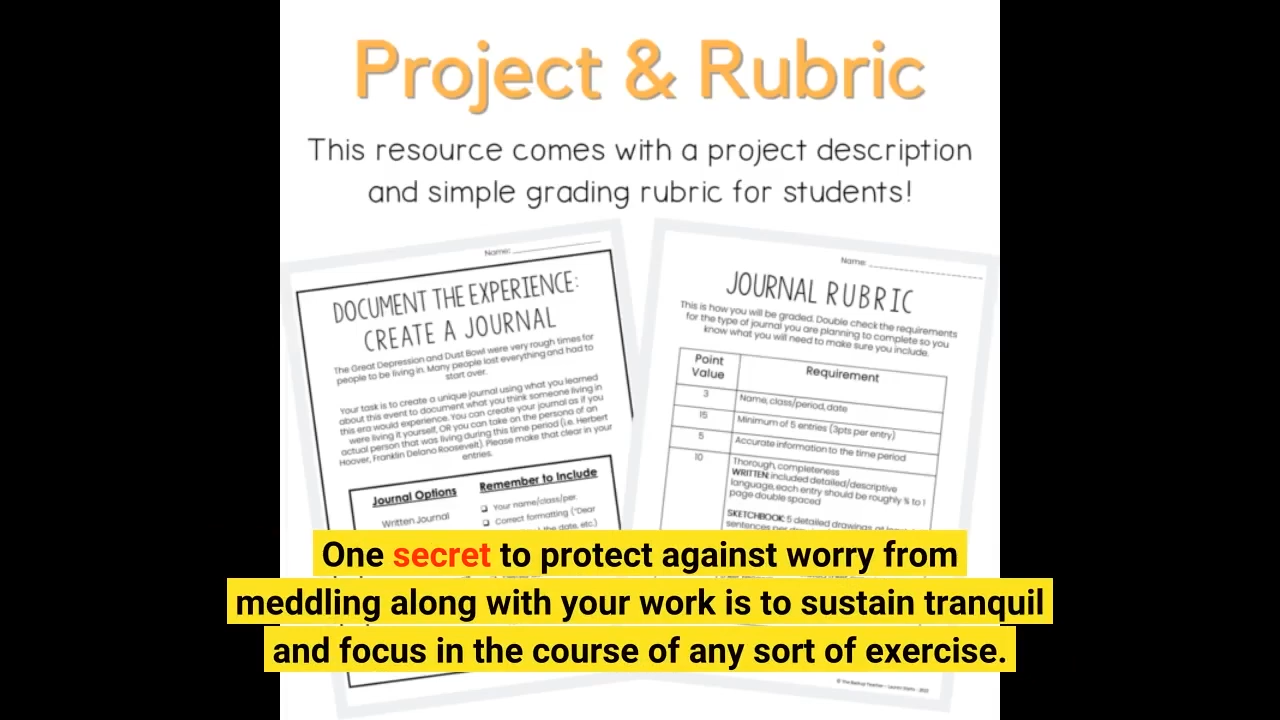 Project & Rubric
This resource comes with a project description
and simple grading rubric for students!
Name:
DOCUMENT THE EXPERIENCE:
CREATE A JOURNAL
The Great Depression and Dust Bowl were very rough times for
people to be living in. Many people lost everything and had to
start over.
Your task is to create a unique journal using what you learned
about this event to document what you think someone living in
this era would experience. You can create your journal as if you
were living it yourself, OR you can take on the persona of an
actual person that was living during this time period (i.e. Herbert
Hoover, Franklin Delano Roosevelt). Please make that clear in your
entries.
Journal Options
Written Journal
Remember to Include
Your name/class/per.
Correct formatting ("Dear
the date, etc.)
Name:
JOURNAL RUBRIC
This is how you will be graded. Double check the requirements
for the type of journal you are planning to complete so you
know what you will need to make sure you include.
Point
Value
Requirement
3
Name, class/period, date
15
Minimum of 5 entries (3pts per entry)
5
Accurate information to the time period
10
Thorough, completeness
WRITTEN: included detailed/descriptive
language, each entry should be roughly ¾ to 1
page double spaced
SKETCHBOOK: 5 detailed drawings, at least
sentences per
One secret to protect against worry from
meddling along with your work is to sustain tranquil
and focus in the course of any sort of exercise.